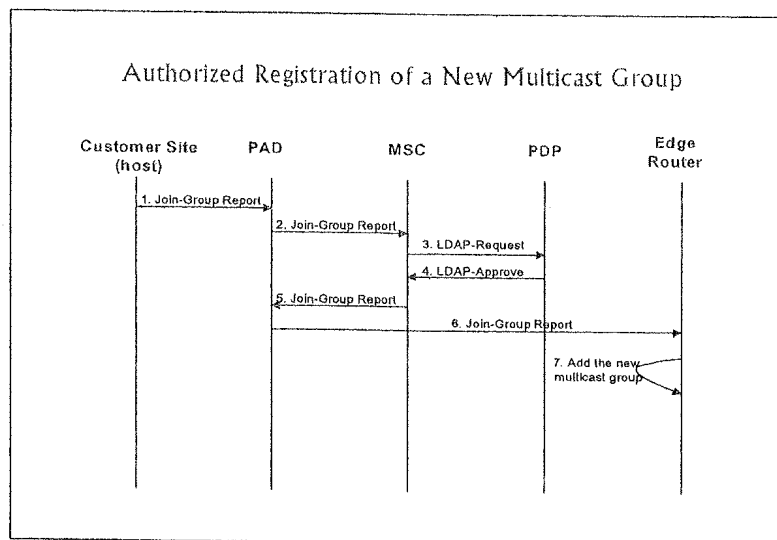 Authorized Registration of a New Multicast Group
Customer Site
(host)
PAD
MSC
PDP
Edge
Router
1. Join-Group Report
2. Join-Group Report
3. LDAP-Request
4. LDAP-Approve
5. Join-Group Report
6. Join-Group Report
7. Add the new
multicast group